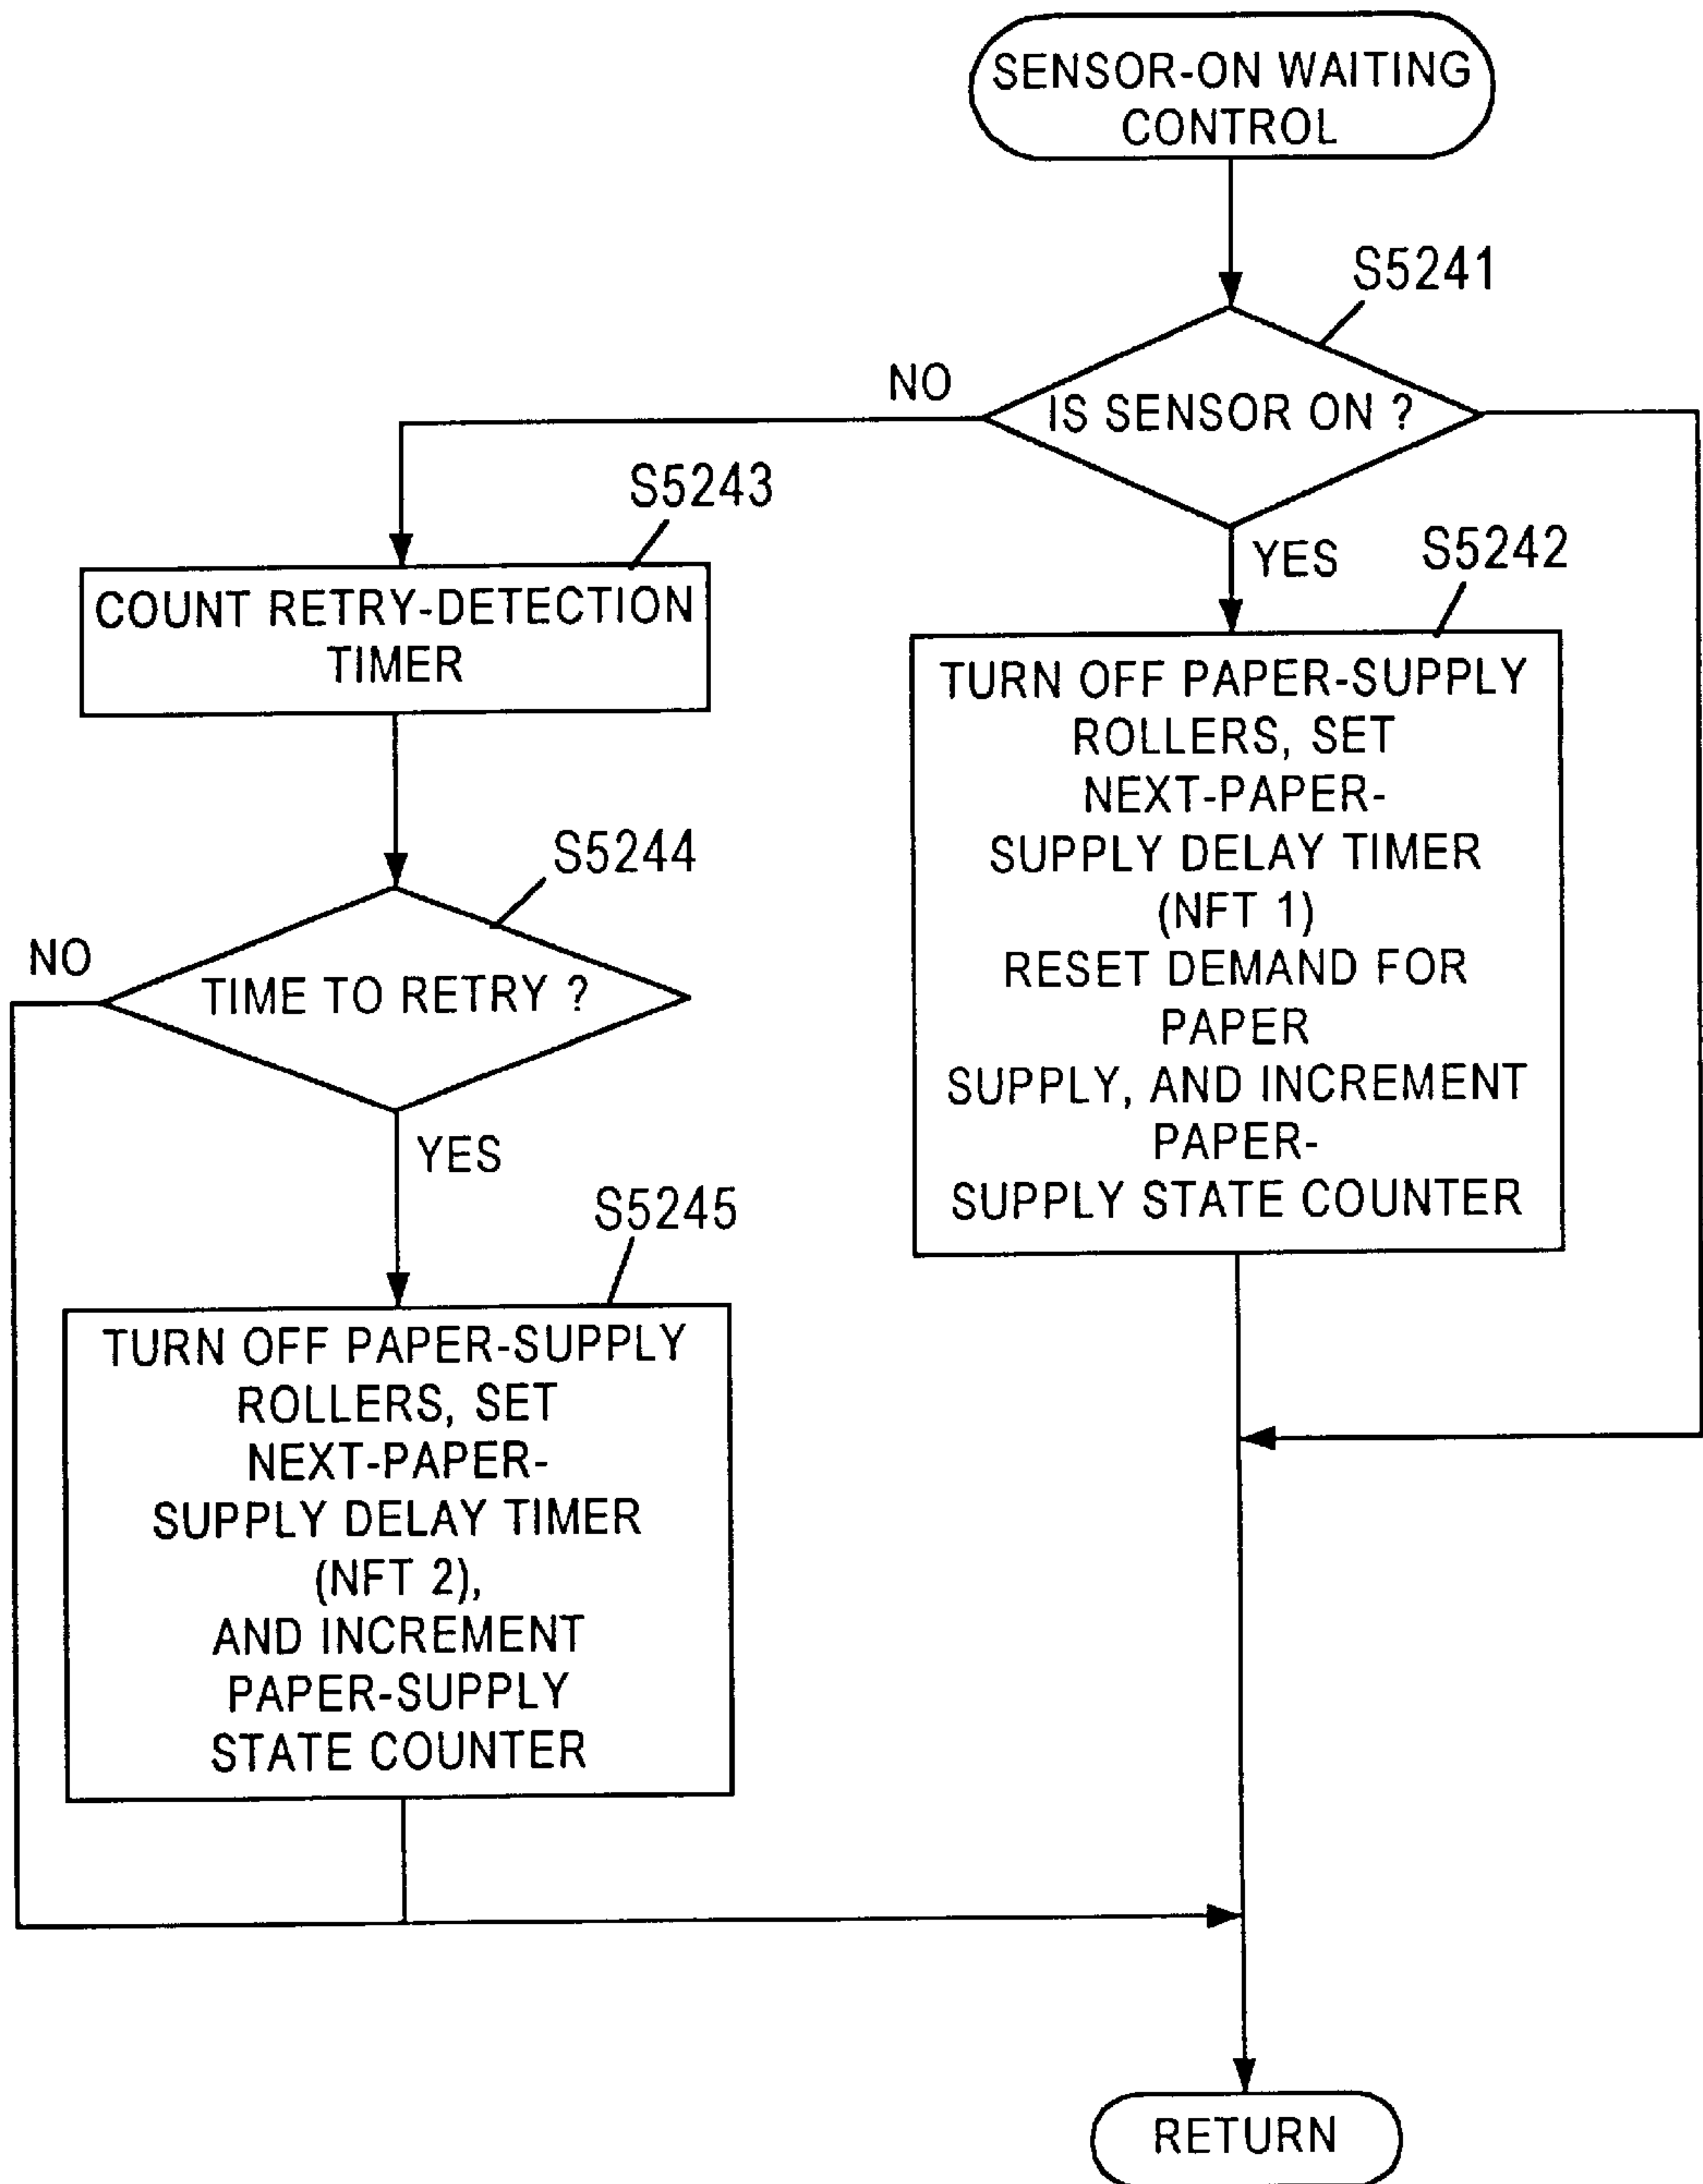 SENSOR-ON WAITING
CONTROL
S5241
NO
IS SENSOR ON ?
S5243
YES
S5242
COUNT RETRY-DETECTION
TIMER
TURN OFF PAPER-SUPPLY
ROLLERS, SET
NEXT-PAPER-
SUPPLY DELAY TIMER
(NFT 1)
RESET DEMAND FOR
PAPER
SUPPLY, AND INCREMENT
PAPER-
SUPPLY STATE COUNTER
S5244
NO
TIME TO RETRY ?
YES
S5245
TURN OFF PAPER-SUPPLY
ROLLERS, SET
NEXT-PAPER-
SUPPLY DELAY TIMER
(NFT 2),
AND INCREMENT
PAPER-SUPPLY
STATE COUNTER
RETURN